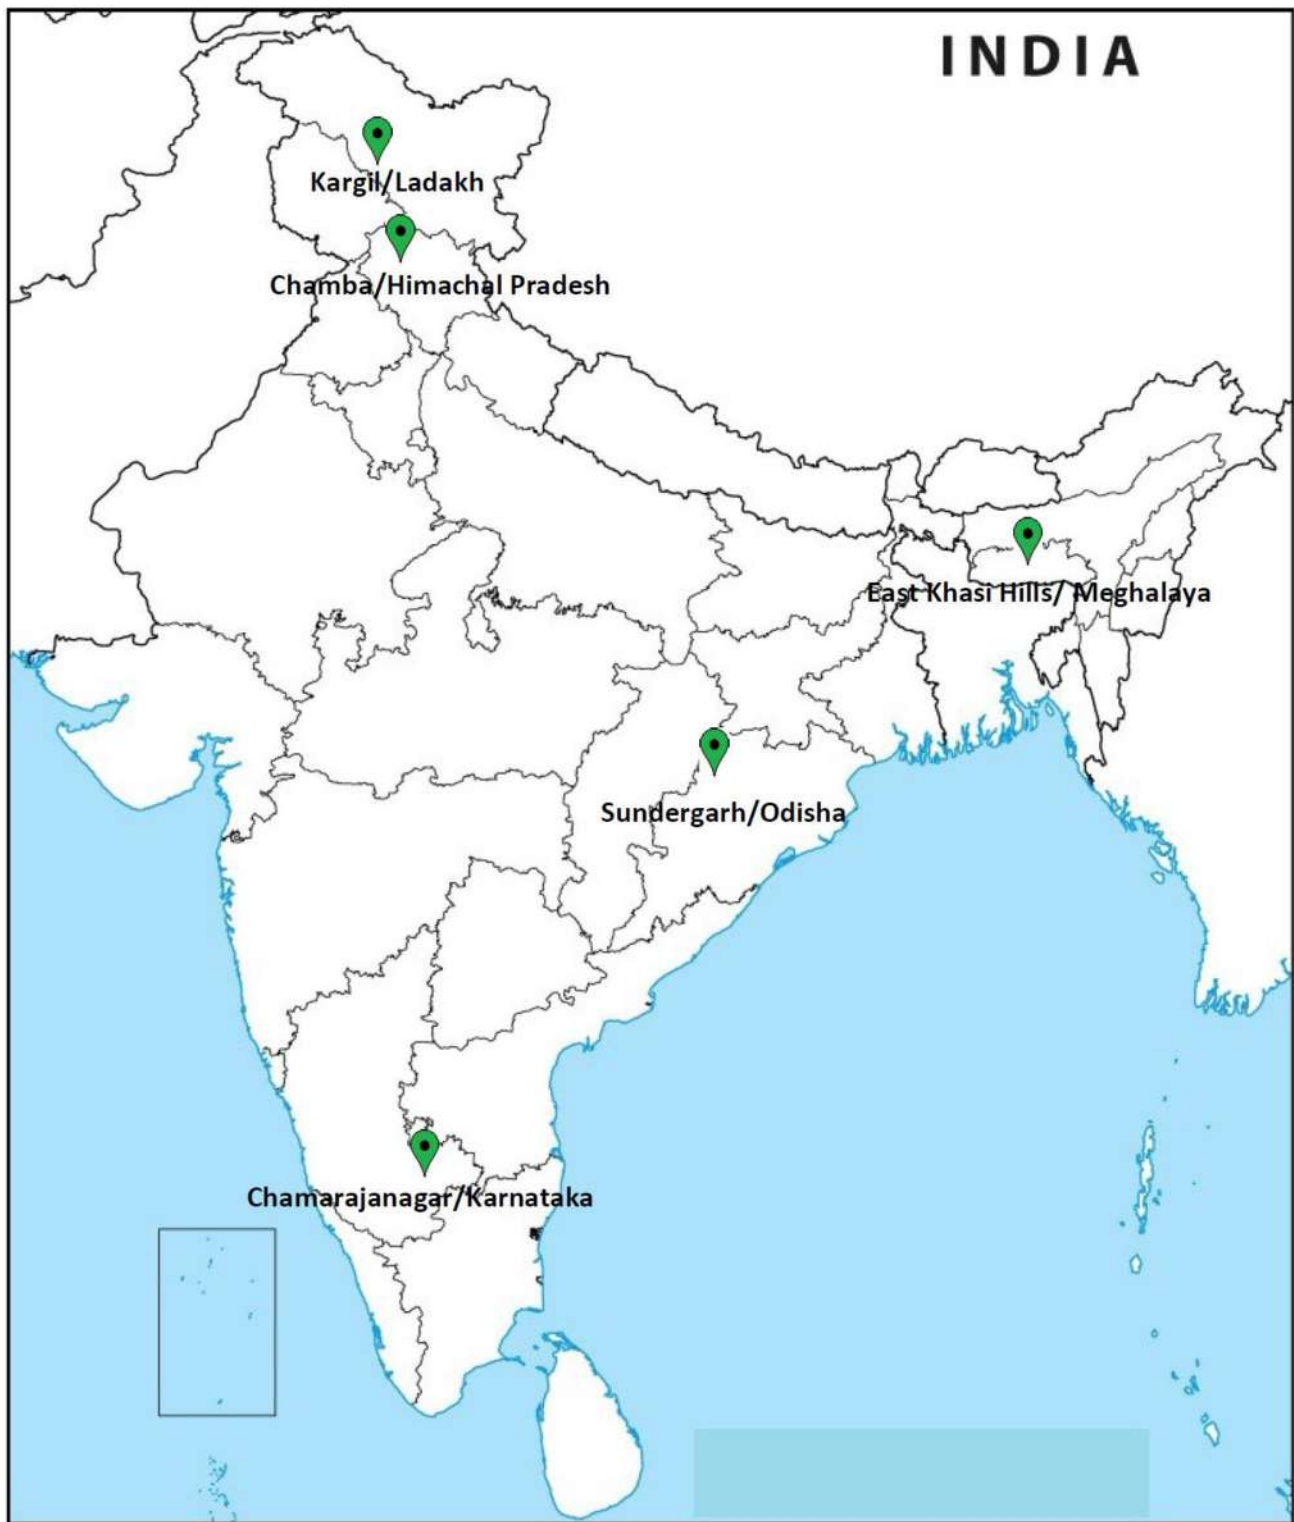 INDIA
Kargil/Ladakh
Chamba/Himachal Pradesh
East Khasi Hills/ Meghalaya
Sundergarh/Odisha
Chamarajanagar/Karnataka